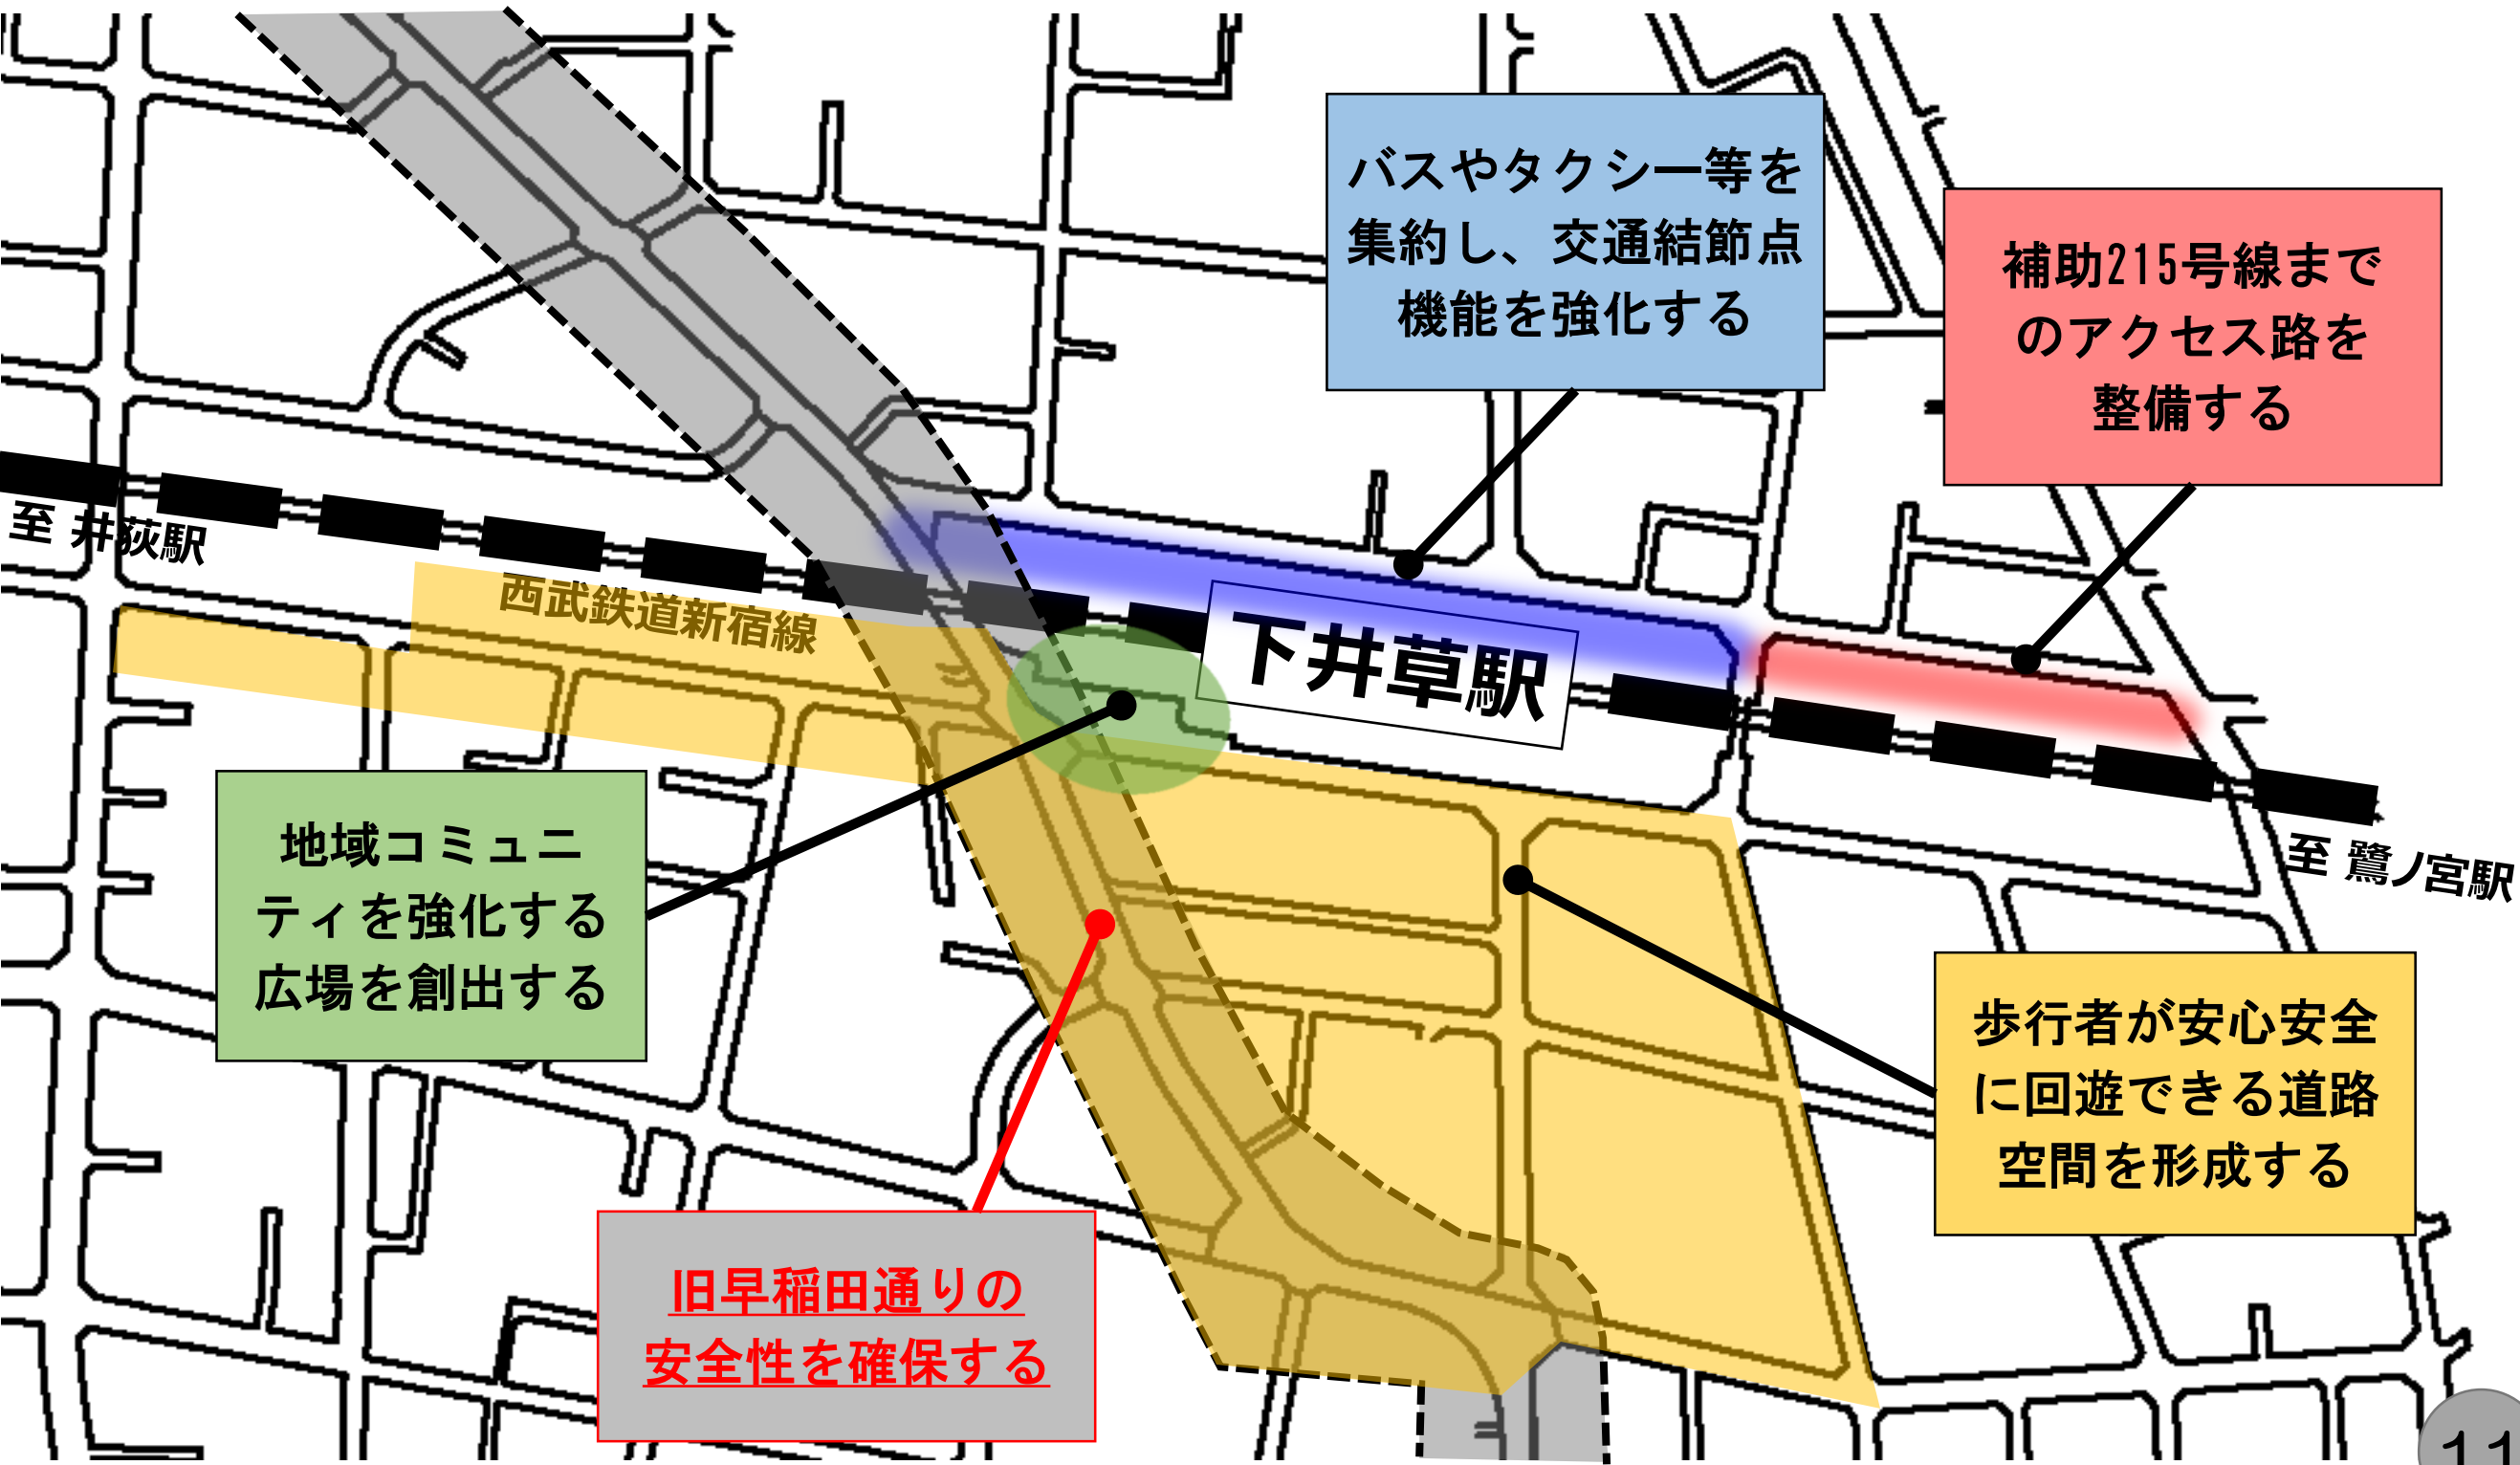 バスやタクシー等を
集約し、交通結節点
機能を強化する
補助215号線まで
のアクセス路を
整備する
至 井荻駅
西武鉄道新宿線
下井草駅
至 鷺ノ宮駅
地域コミュニ
ティを強化する
広場を創出する
歩行者が安心安全
に回遊できる道路
空間を形成する
旧早稲田通りの
安全性を確保する
11